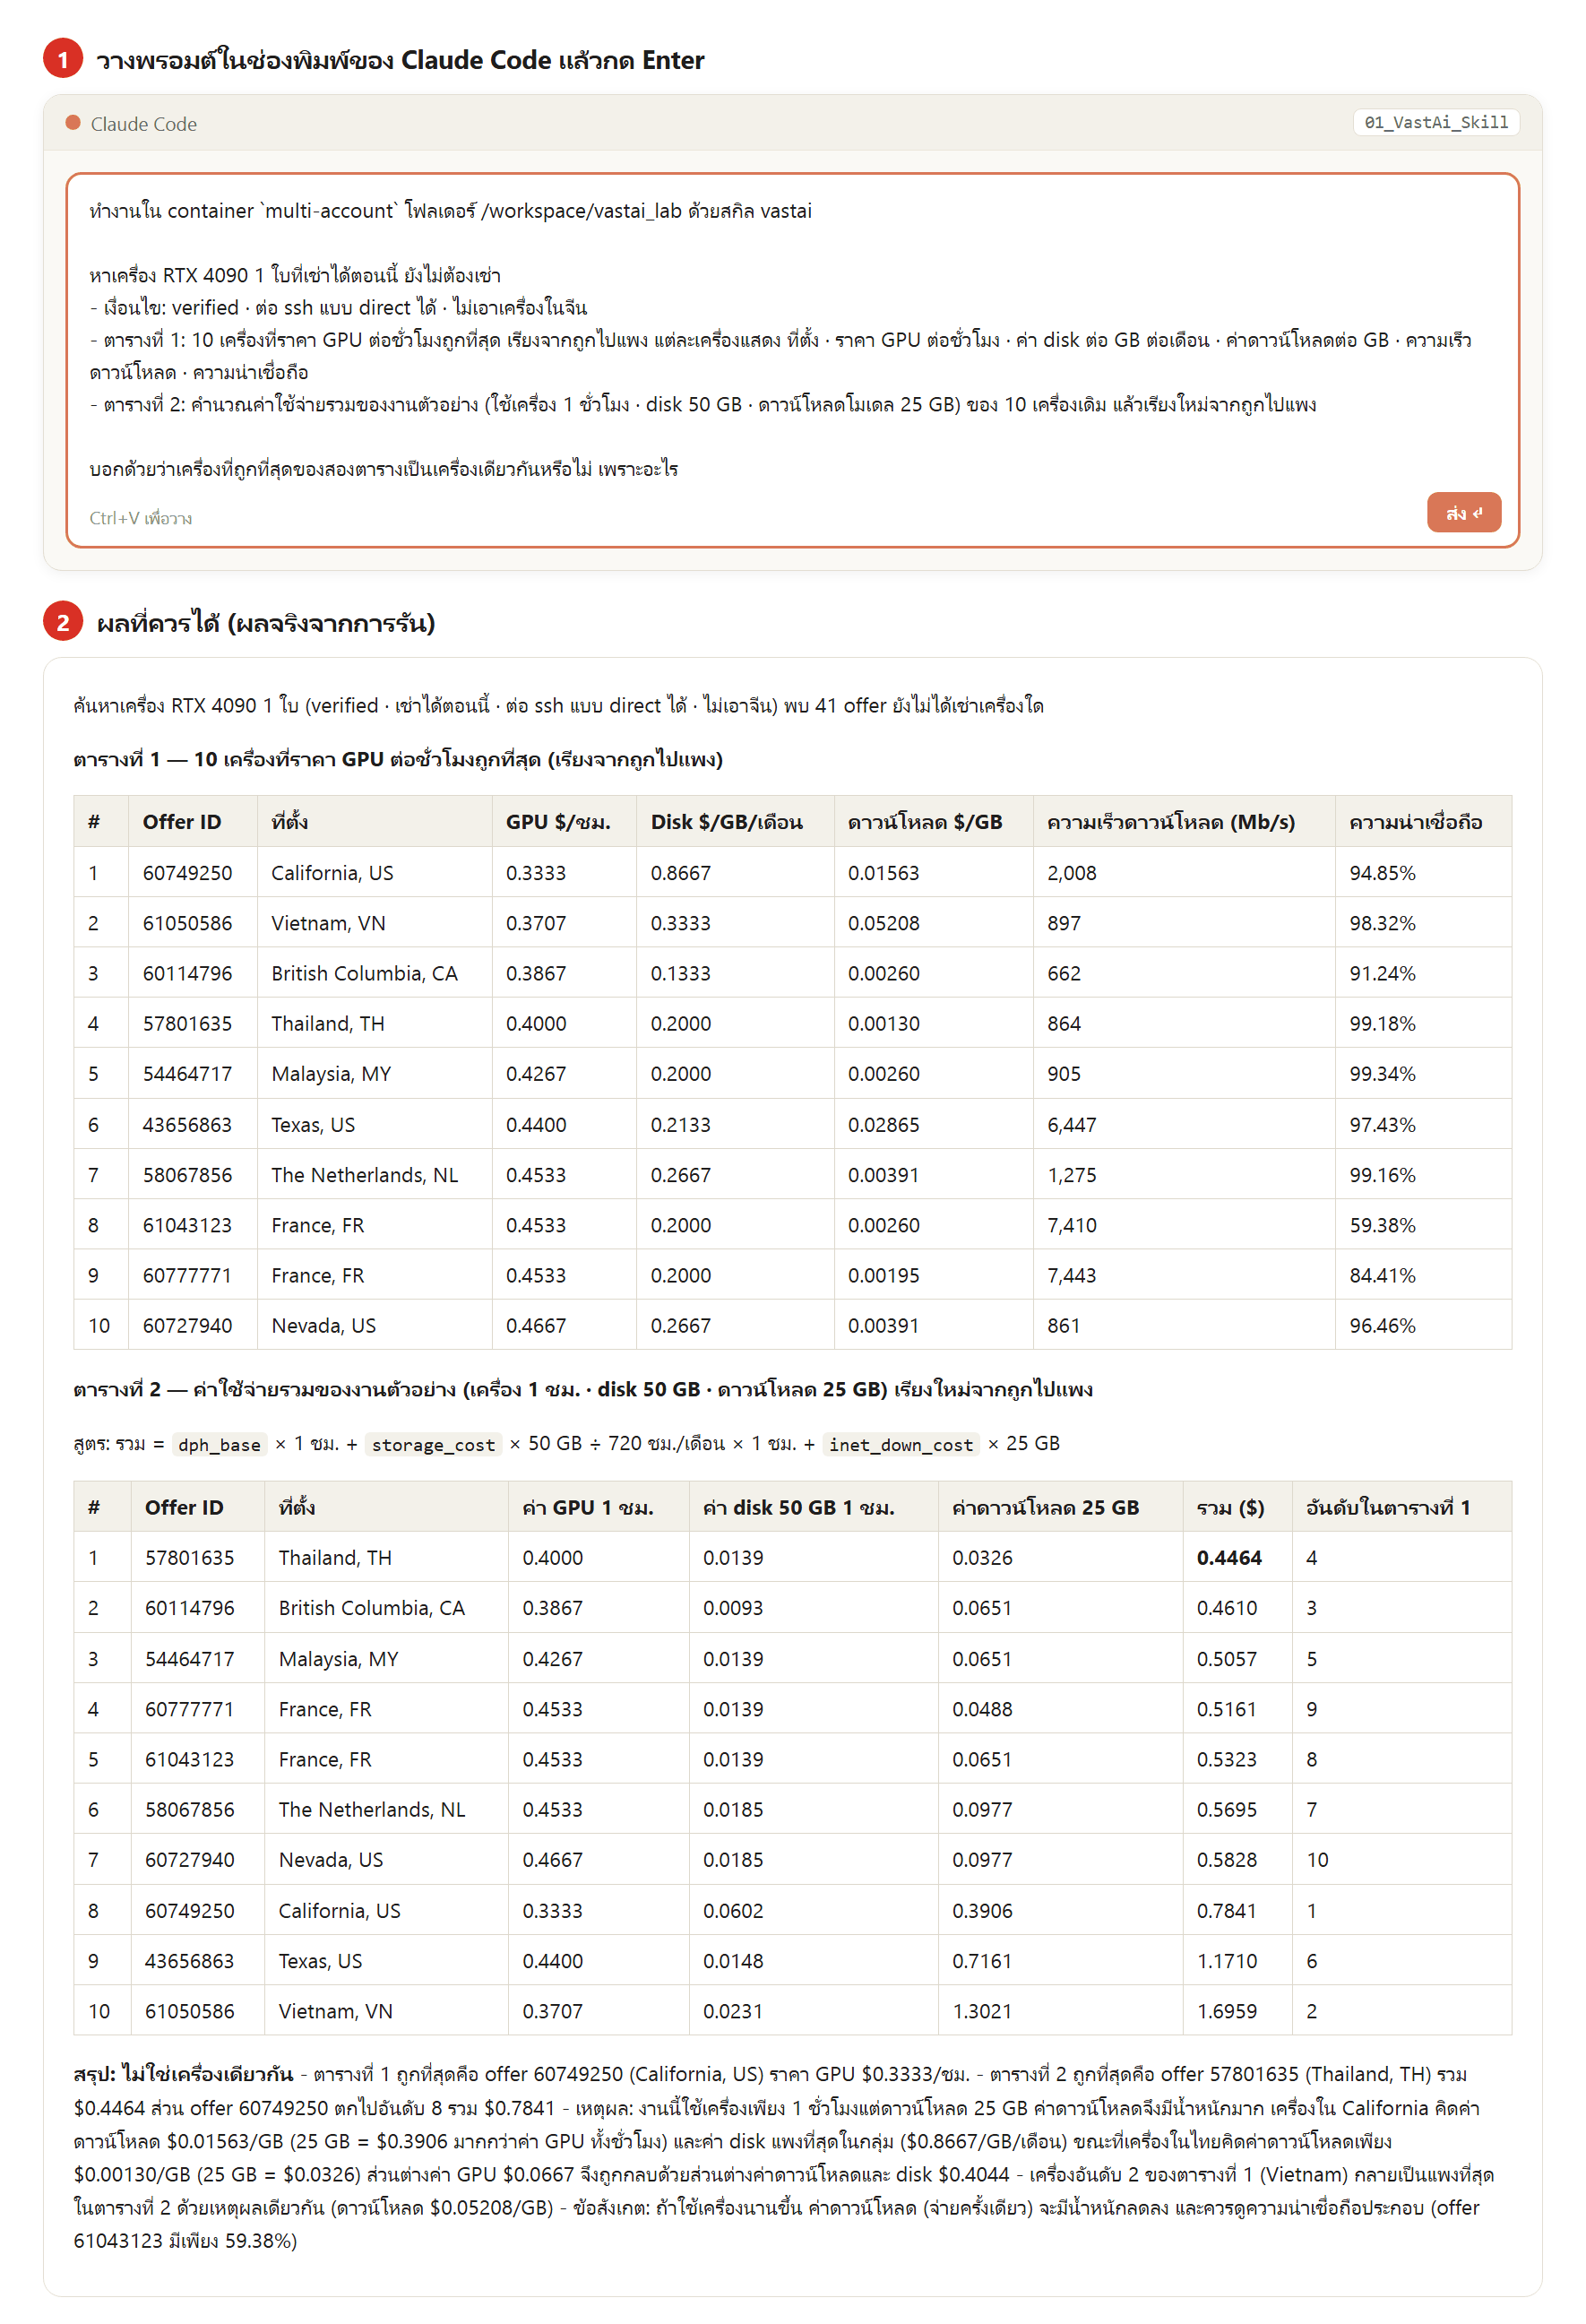 1 วางพรอมต์ในช่องพิมพ์ของ Claude Code แล้วกด Enter
Claude Code 01_VastAi_Skill
ทำงานใน container `multi-account` โฟลเดอร์ /workspace/vastai_lab ด้วยสกิล vastai
หาเครื่อง RTX 4090 1 ใบที่เช่าได้ตอนนี้ ยังไม่ต้องเช่า
- เงื่อนไข: verified · ต่อ ssh แบบ direct ได้ · ไม่เอาเครื่องในจีน
- ตารางที่ 1: 10 เครื่องที่ราคา GPU ต่อชั่วโมงถูกที่สุด เรียงจากถูกไปแพง แต่ละเครื่องแสดง ที่ตั้ง · ราคา GPU ต่อชั่วโมง · ค่า disk ต่อ GB ต่อเดือน · ค่าดาวน์โหลดต่อ GB · ความเร็ว
ดาวน์โหลด · ความน่าเชื่อถือ
- ตารางที่ 2: คำนวณค่าใช้จ่ายรวมของงานตัวอย่าง (ใช้เครื่อง 1 ชั่วโมง · disk 50 GB · ดาวน์โหลดโมเดล 25 GB) ของ 10 เครื่องเดิม แล้วเรียงใหม่จากถูกไปแพง
บอกด้วยว่าเครื่องที่ถูกที่สุดของสองตารางเป็นเครื่องเดียวกันหรือไม่ เพราะอะไร
Ctrl+V เพื่อวาง ส่ง ⏎
2 ผลที่ควรได้ (ผลจริงจากการรัน)
ค้นหาเครื่อง RTX 4090 1 ใบ (verified · เช่าได้ตอนนี้ · ต่อ ssh แบบ direct ได้ · ไม่เอาจีน) พบ 41 offer ยังไม่ได้เช่าเครื่องใด
ตารางที่ 1 — 10 เครื่องที่ราคา GPU ต่อชั่วโมงถูกที่สุด (เรียงจากถูกไปแพง)
# Offer ID ที่ตั้ง GPU $/ชม. Disk $/GB/เดือน ดาวน์โหลด $/GB ความเร็วดาวน์โหลด (Mb/s) ความน่าเชื่อถือ
1 60749250 California, US 0.3333 0.8667 0.01563 2,008 94.85%
2 61050586 Vietnam, VN 0.3707 0.3333 0.05208 897 98.32%
3 60114796 British Columbia, CA 0.3867 0.1333 0.00260 662 91.24%
4 57801635 Thailand, TH 0.4000 0.2000 0.00130 864 99.18%
5 54464717 Malaysia, MY 0.4267 0.2000 0.00260 905 99.34%
6 43656863 Texas, US 0.4400 0.2133 0.02865 6,447 97.43%
7 58067856 The Netherlands, NL 0.4533 0.2667 0.00391 1,275 99.16%
8 61043123 France, FR 0.4533 0.2000 0.00260 7,410 59.38%
9 60777771 France, FR 0.4533 0.2000 0.00195 7,443 84.41%
10 60727940 Nevada, US 0.4667 0.2667 0.00391 861 96.46%
ตารางที่ 2 — ค่าใช้จ่ายรวมของงานตัวอย่าง (เครื่อง 1 ชม. · disk 50 GB · ดาวน์โหลด 25 GB) เรียงใหม่จากถูกไปแพง
สูตร: รวม = dph_base × 1 ชม. + storage_cost × 50 GB ÷ 720 ชม./เดือน × 1 ชม. + inet_down_cost × 25 GB
# Offer ID ที่ตั้ง ค่า GPU 1 ชม. ค่า disk 50 GB 1 ชม. ค่าดาวน์โหลด 25 GB รวม ($) อันดับในตารางที่ 1
1 57801635 Thailand, TH 0.4000 0.0139 0.0326 0.4464 4
2 60114796 British Columbia, CA 0.3867 0.0093 0.0651 0.4610 3
3 54464717 Malaysia, MY 0.4267 0.0139 0.0651 0.5057 5
4 60777771 France, FR 0.4533 0.0139 0.0488 0.5161 9
5 61043123 France, FR 0.4533 0.0139 0.0651 0.5323 8
6 58067856 The Netherlands, NL 0.4533 0.0185 0.0977 0.5695 7
7 60727940 Nevada, US 0.4667 0.0185 0.0977 0.5828 10
8 60749250 California, US 0.3333 0.0602 0.3906 0.7841 1
9 43656863 Texas, US 0.4400 0.0148 0.7161 1.1710 6
10 61050586 Vietnam, VN 0.3707 0.0231 1.3021 1.6959 2
สรุป: ไม่ใช่เครื่องเดียวกัน - ตารางที่ 1 ถูกที่สุดคือ offer 60749250 (California, US) ราคา GPU $0.3333/ชม. - ตารางที่ 2 ถูกที่สุดคือ offer 57801635 (Thailand, TH) รวม
$0.4464 ส่วน offer 60749250 ตกไปอันดับ 8 รวม $0.7841 - เหตุผล: งานนี้ใช้เครื่องเพียง 1 ชั่วโมงแต่ดาวน์โหลด 25 GB ค่าดาวน์โหลดจึงมีน้ำหนักมาก เครื่องใน California คิดค่า
ดาวน์โหลด $0.01563/GB (25 GB = $0.3906 มากกว่าค่า GPU ทั้งชั่วโมง) และค่า disk แพงที่สุดในกลุ่ม ($0.8667/GB/เดือน) ขณะที่เครื่องในไทยคิดค่าดาวน์โหลดเพียง
$0.00130/GB (25 GB = $0.0326) ส่วนต่างค่า GPU $0.0667 จึงถูกกลบด้วยส่วนต่างค่าดาวน์โหลดและ disk $0.4044 - เครื่องอันดับ 2 ของตารางที่ 1 (Vietnam) กลายเป็นแพงที่สุด
ในตารางที่ 2 ด้วยเหตุผลเดียวกัน (ดาวน์โหลด $0.05208/GB) - ข้อสังเกต: ถ้าใช้เครื่องนานขึ้น ค่าดาวน์โหลด (จ่ายครั้งเดียว) จะมีน้ำหนักลดลง และควรดูความน่าเชื่อถือประกอบ (offer
61043123 มีเพียง 59.38%)